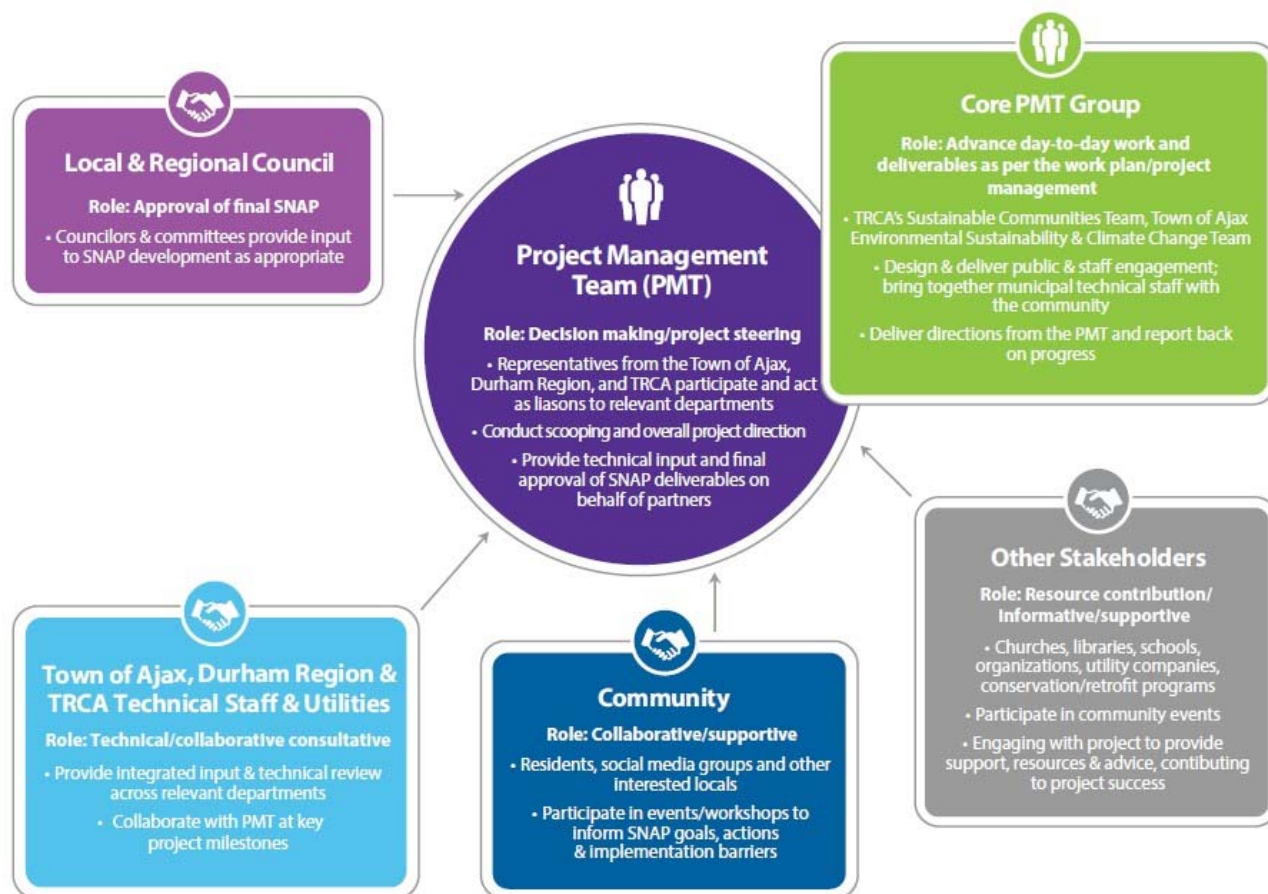 Local & Regional Council
Role: Approval of final SNAP
• Councilors & committees provide input
to SNAP development as appropriate
Project Management
Team (PMT)
Role: Decision making/project steering
• Representatives from the Town of Ajax,
Durham Region, and TRCA participate and act
as liasons to relevant departments
• Conduct scooping and overall project direction
• Provide technical input and final
approval of SNAP deliverables on
behalf of partners
Core PMT Group
Role: Advance day-to-day work and
deliverables as per the work plan/project
management
• TRCA's Sustainable Communities Team, Town of Ajax
Environmental Sustainability & Climate Change Team
• Design & deliver public & staff engagement;
bring together municipal technical staff with
the community
• Deliver directions from the PMT and report back
on progress
Town of Ajax, Durham Region &
TRCA Technical Staff & Utilities
Role: Technical/collaborative consultative
• Provide integrated input & technical review
across relevant departments
• Collaborate with PMT at key
project milestones
Community
Role: Collaborative/supportive
• Residents, social media groups and other
interested locals
• Participate in events/workshops to
inform SNAP goals, actions
& implementation barriers
Other Stakeholders
Role: Resource contribution/
Informative/supportive
• Churches, libraries, schools,
organizations, utility companies,
conservation/retrofit programs
• Participate in community events
• Engaging with project to provide
support, resources & advice, contibuting
to project success